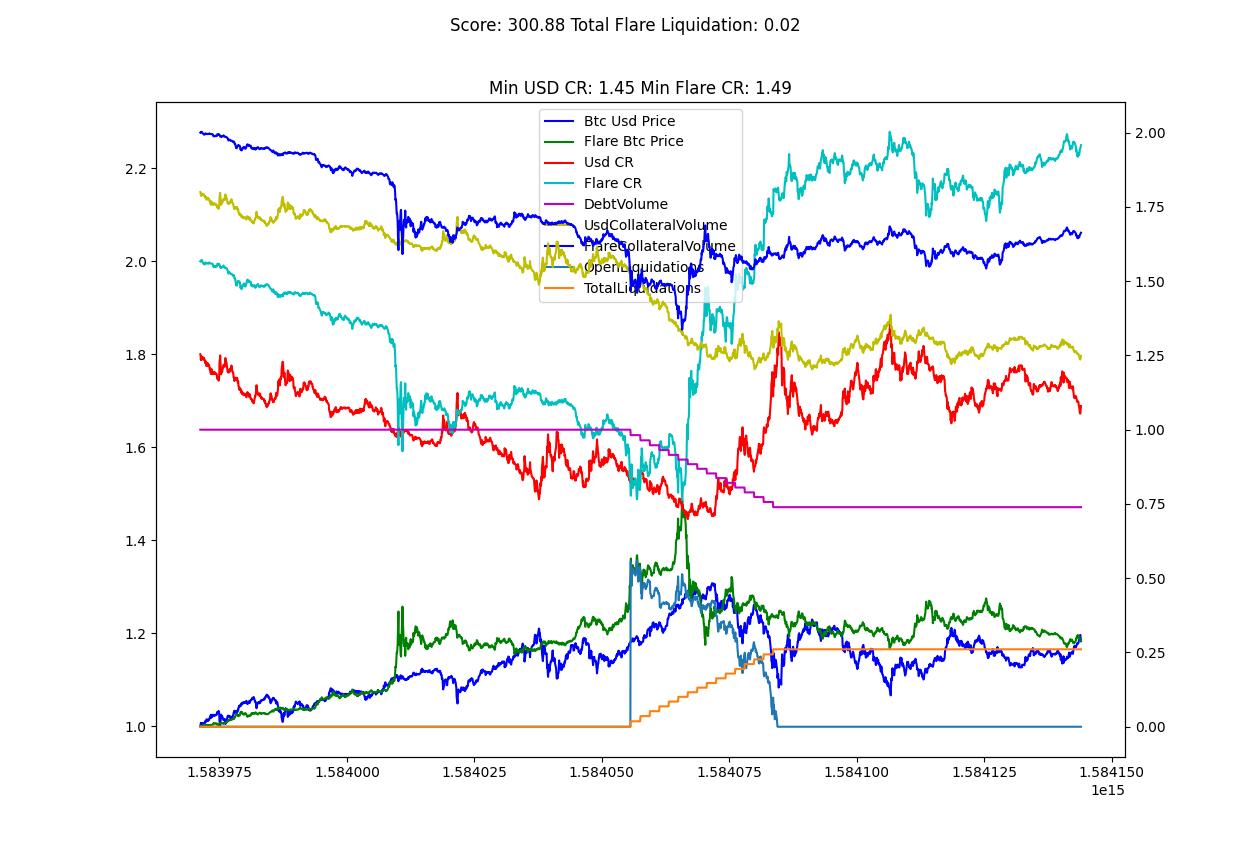 Score: 300.88 Total Flare Liquidation: 0.02
Min USD CR: 1.45 Min Flare CR: 1.49
Btc Usd Price
Flare Btc Price
Usd CR
Flare CR
DebtVolume
UsdCollateralVolume
FlareCollateralVolume
OpenLiquidations
TotalLiquidations
2.2
2.0
1.8
1.6
1.4
1.2
1.0
2.00
1.75
1.50
1.25
1.00
0.75
0.50
0.25
0.00
1.583975 1.584000 1.584025 1.584050 1.584075 1.584100 1.584125 1.584150
1e15